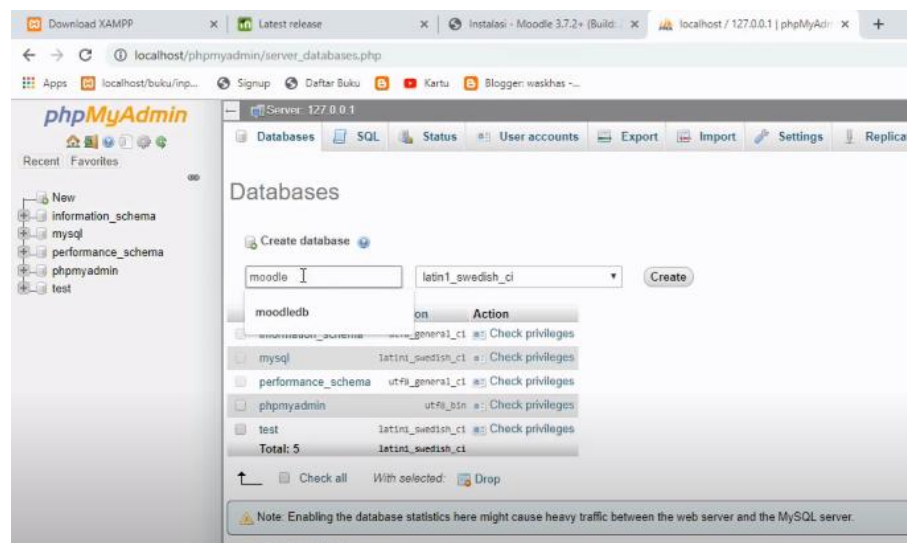 Download XAMPP
Latest release
Instalasi - Moodle 3.7.2+ (Build:
localhost / 127.0.0.1 | phpMyAdr
localhost/phpmyadmin/server_databases.php
Apps localhost/buku/inp... Signup Daftar Buku Kartu Blogger: waskhas -...
phpMyAdmin
Recent Favorites
New
information_schema
mysql
performance_schema
phpmyadmin
test
Server: 127.0.0.1
Databases SQL Status User accounts Export Import Settings Replica
Databases
Create database
moodle latin1_swedish_ci Create
moodledb
on Action
information_schema utf8_general_ci Check privileges
mysql latin1_swedish_ci Check privileges
performance_schema utf8_general_ci Check privileges
phpmyadmin utf8_bin Check privileges
test latin1_swedish_ci Check privileges
Total: 5 latin1_swedish_ci
Check all With selected: Drop
Note: Enabling the database statistics here might cause heavy traffic between the web server and the MySQL server.